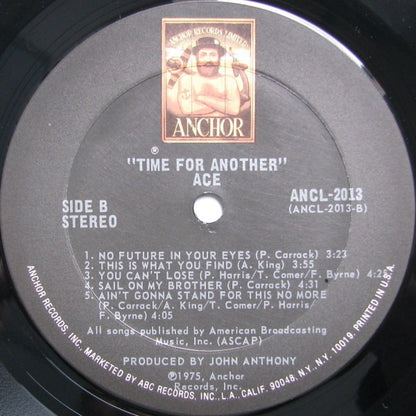 ANCHOR RECORDS LIMITED
ANCHOR
®
"TIME FOR ANOTHER"
ACE
SIDE B
STEREO
ANCL-2013
(ANCL-2013-B)
1. NO FUTURE IN YOUR EYES (P. Carrack) 3:23
2. THIS IS WHAT YOU FIND (A. King) 3:55
3. YOU CAN'T LOSE (P. Harris/T. Comer/F. Byrne) 4:28
4. SAIL ON MY BROTHER (P. Carrack) 4:31
5. AIN'T GONNA STAND FOR THIS NO MORE
(P. Carrack/A. King/T. Comer/P. Harris/
F. Byrne) 4:05
All songs published by American Broadcasting
Music, Inc. (ASCAP)
PRODUCED BY JOHN ANTHONY
℗1975, Anchor
Records, Inc.
ANCHOR RECORDS, INC., MARKETED BY ABC RECORDS, INC., L.A., CALIF. 90048, N.Y., N.Y. 10019. PRINTED IN U.S.A.